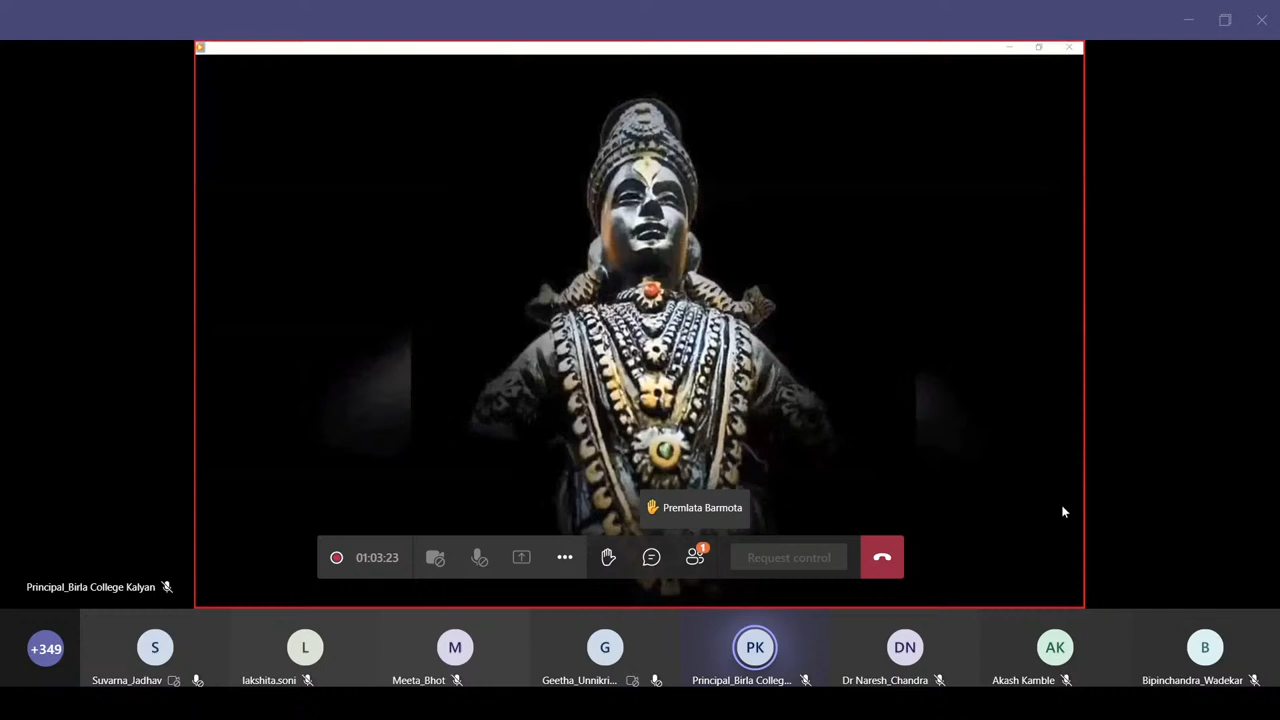 Premlata Barmota
01:03:23
1
Request control
Principal_Birla College Kalyan
+349
S
L
M
G
PK
DN
AK
B
Suvarna_Jadhav
lakshita.soni
Meeta_Bhot
Geetha_Unnikri...
Principal_Birla Colleg...
Dr Naresh_Chandra
Akash Kamble
Bipinchandra_Wadekar